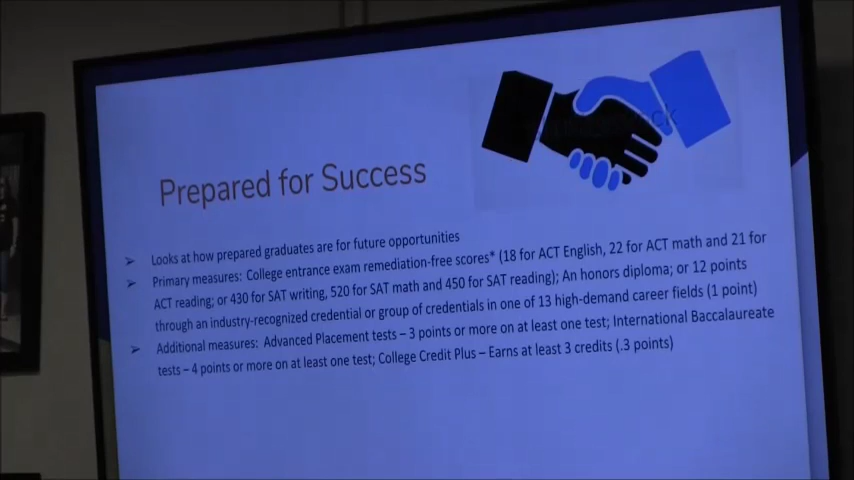 Prepared for Success
➢ Looks at how prepared graduates are for future opportunities
➢ Primary measures: College entrance exam remediation-free scores* (18 for ACT English, 22 for ACT math and 21 for
ACT reading; or 430 for SAT writing, 520 for SAT math and 450 for SAT reading); An honors diploma; or 12 points
through an industry-recognized credential or group of credentials in one of 13 high-demand career fields (1 point)
➢ Additional measures: Advanced Placement tests – 3 points or more on at least one test; International Baccalaureate
tests – 4 points or more on at least one test; College Credit Plus – Earns at least 3 credits (.3 points)